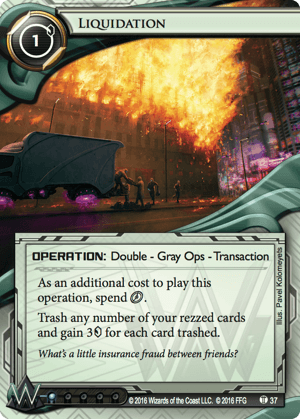 LIQUIDATION
1
OPERATION: Double - Gray Ops - Transaction
As an additional cost to play this
operation, spend .
Trash any number of your rezzed cards
and gain 3 for each card trashed.
What's a little insurance fraud between friends?
Illus. Pavel Kolomeyets
©2016 Wizards of the Coast LLC. ©2016 FFG
37